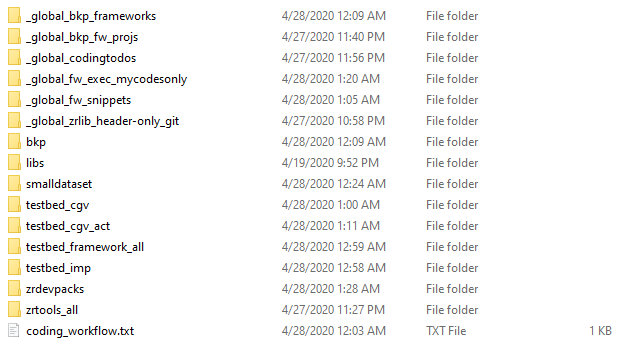 _global_bkp_frameworks 4/28/2020 12:09 AM File folder
_global_bkp_fw_projs 4/27/2020 11:40 PM File folder
_global_codingtodos 4/27/2020 11:56 PM File folder
_global_fw_exec_mycodesonly 4/28/2020 1:20 AM File folder
_global_fw_snippets 4/28/2020 1:05 AM File folder
_global_zrlib_header-only_git 4/27/2020 10:58 PM File folder
bkp 4/28/2020 12:09 AM File folder
libs 4/19/2020 9:52 PM File folder
smalldataset 4/28/2020 12:24 AM File folder
testbed_cgv 4/28/2020 1:00 AM File folder
testbed_cgv_act 4/28/2020 1:11 AM File folder
testbed_framework_all 4/28/2020 12:59 AM File folder
testbed_imp 4/28/2020 12:58 AM File folder
zrdevpacks 4/28/2020 1:28 AM File folder
zrtools_all 4/27/2020 11:27 PM File folder
coding_workflow.txt 4/28/2020 12:03 AM TXT File 1 KB